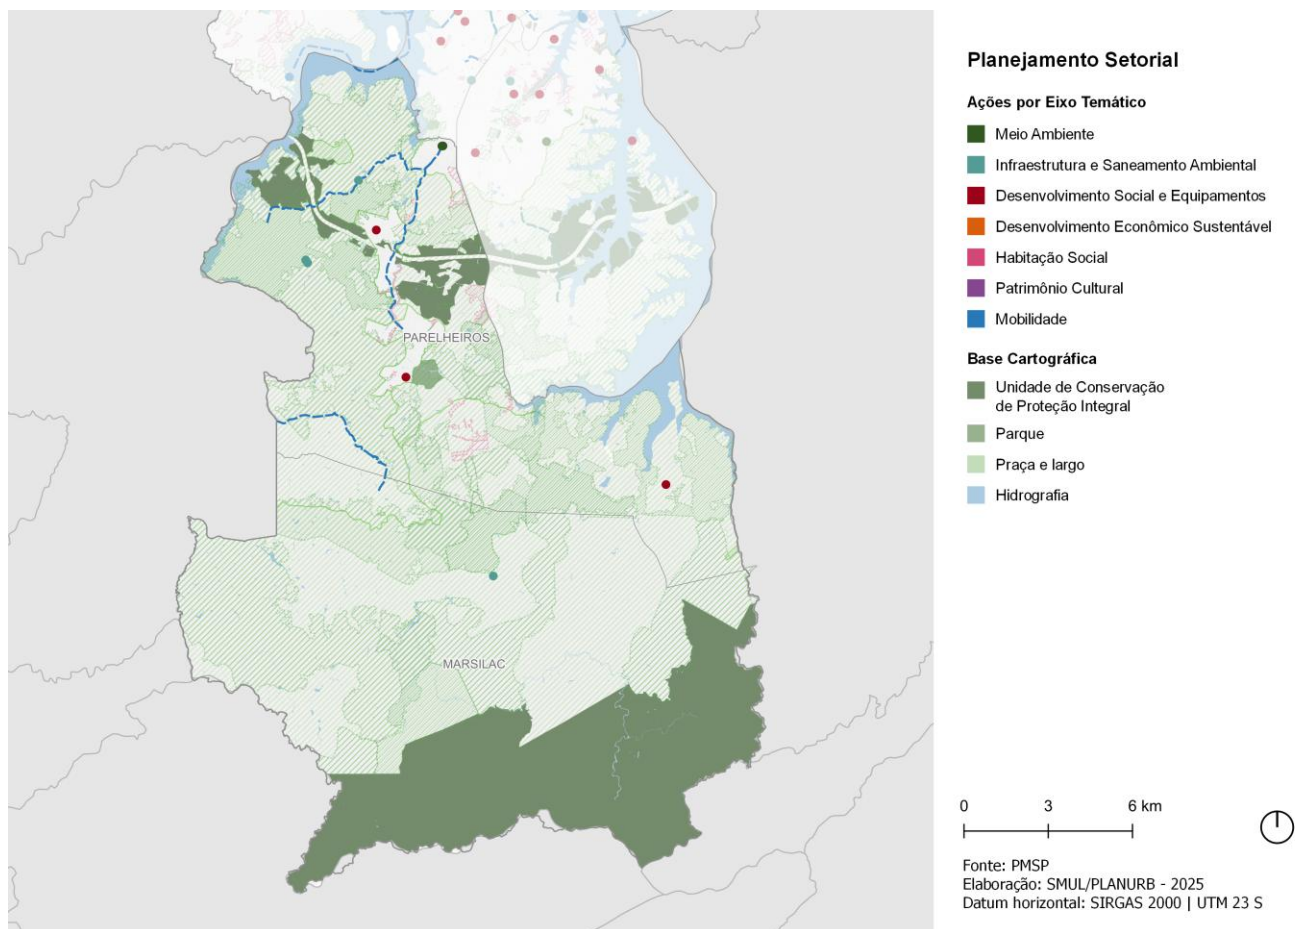 PARELHEIROS
MARSILAC
Planejamento Setorial
Ações por Eixo Temático
Meio Ambiente
Infraestrutura e Saneamento Ambiental
Desenvolvimento Social e Equipamentos
Desenvolvimento Econômico Sustentável
Habitação Social
Patrimônio Cultural
Mobilidade
Base Cartográfica
Unidade de Conservação
de Proteção Integral
Parque
Praça e largo
Hidrografia
0 3 6 km
Fonte: PMSP
Elaboração: SMUL/PLANURB - 2025
Datum horizontal: SIRGAS 2000 | UTM 23 S